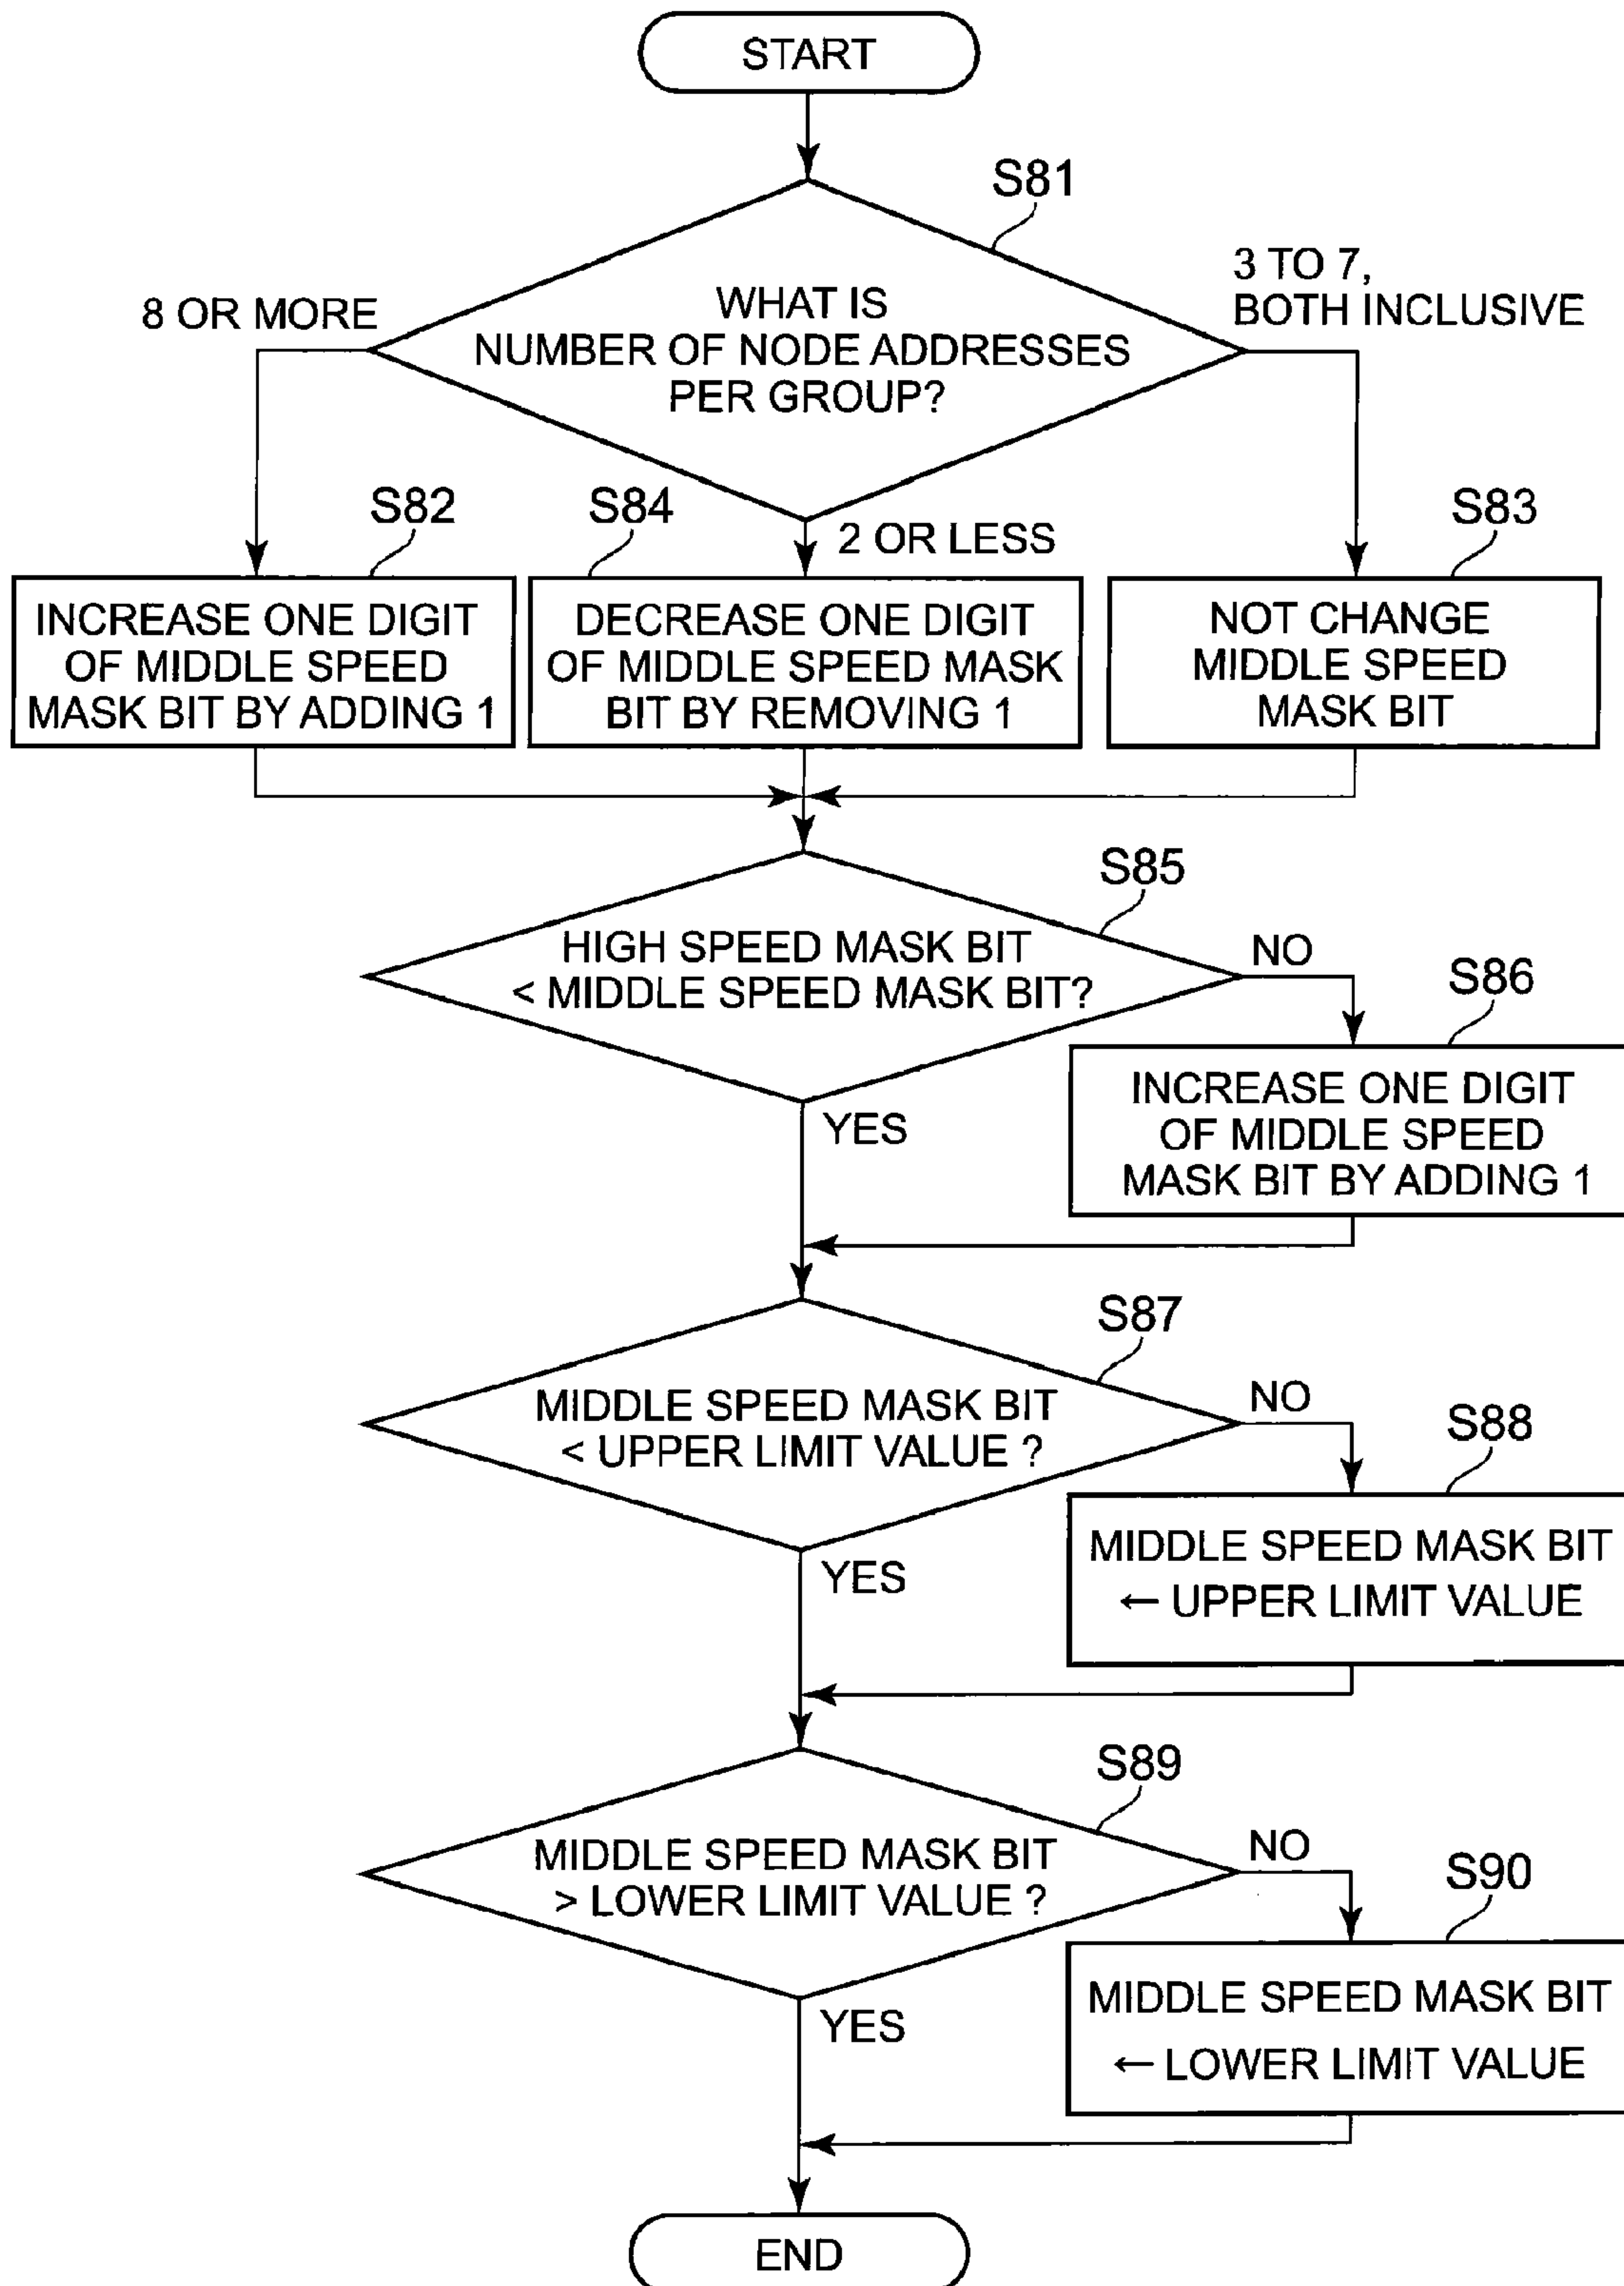 START
S81
8 OR MORE
3 TO 7,
BOTH INCLUSIVE
WHAT IS
NUMBER OF NODE ADDRESSES
PER GROUP?
S82
S84
2 OR LESS
S83
INCREASE ONE DIGIT
OF MIDDLE SPEED
MASK BIT BY ADDING 1
DECREASE ONE DIGIT
OF MIDDLE SPEED MASK
BIT BY REMOVING 1
NOT CHANGE
MIDDLE SPEED
MASK BIT
S85
HIGH SPEED MASK BIT
< MIDDLE SPEED MASK BIT?
NO
S86
YES
INCREASE ONE DIGIT
OF MIDDLE SPEED
MASK BIT BY ADDING 1
S87
MIDDLE SPEED MASK BIT
< UPPER LIMIT VALUE ?
NO
S88
YES
MIDDLE SPEED MASK BIT
← UPPER LIMIT VALUE
S89
MIDDLE SPEED MASK BIT
> LOWER LIMIT VALUE ?
NO
S90
YES
MIDDLE SPEED MASK BIT
← LOWER LIMIT VALUE
END